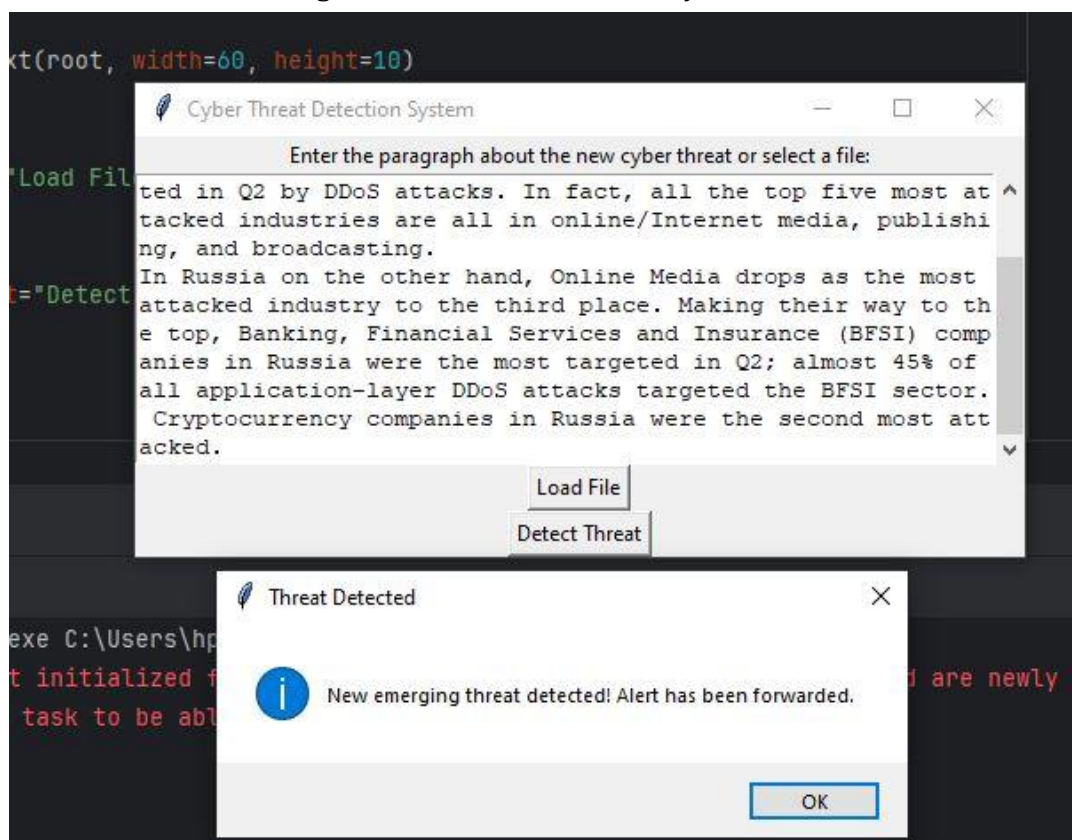 xt(root, width=60, height=10)
Cyber Threat Detection System
Enter the paragraph about the new cyber threat or select a file:
"Load Fil
ted in Q2 by DDoS attacks. In fact, all the top five most at
tacked industries are all in online/Internet media, publishi
ng, and broadcasting.
In Russia on the other hand, Online Media drops as the most
t="Detect
attacked industry to the third place. Making their way to th
e top, Banking, Financial Services and Insurance (BFSI) comp
anies in Russia were the most targeted in Q2; almost 45% of
all application-layer DDoS attacks targeted the BFSI sector.
Cryptocurrency companies in Russia were the second most att
acked.
Load File
Detect Threat
Threat Detected
exe C:\Users\hp
t initialized f
are newly
New emerging threat detected! Alert has been forwarded.
task to be abl
OK